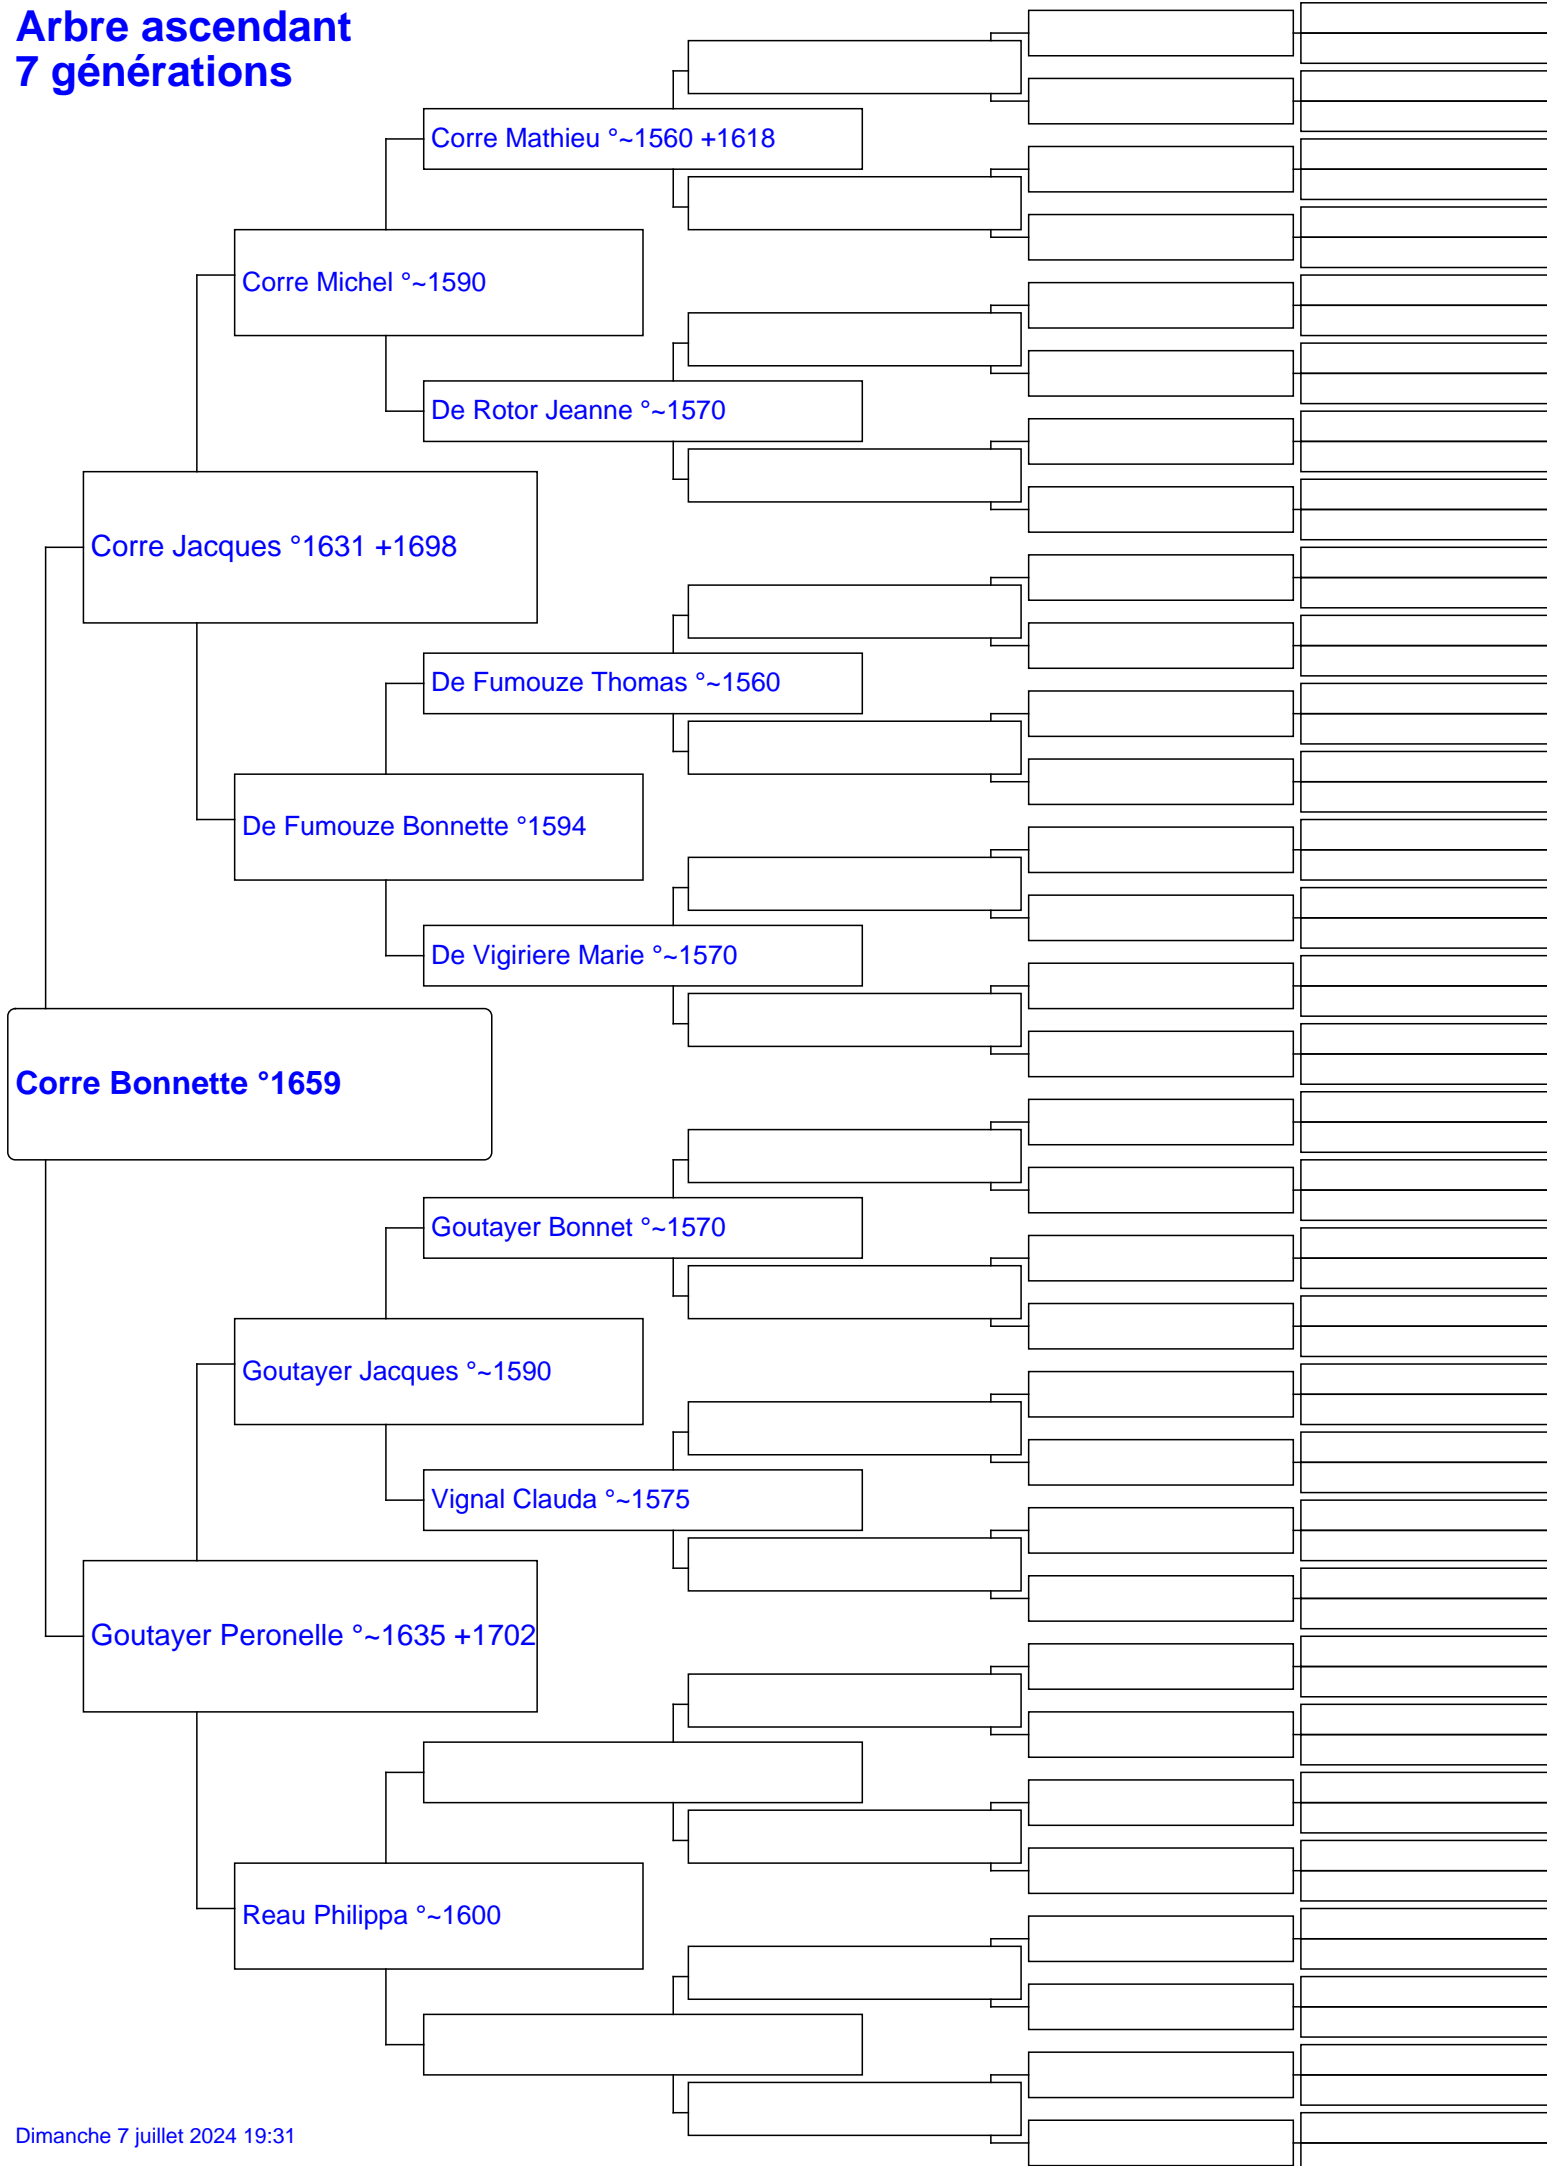 Arbre ascendant
7 générations
Corre Mathieu °~1560 +1618
Corre Michel °~1590
De Rotor Jeanne °~1570
Corre Jacques °1631 +1698
De Fumouze Thomas °~1560
De Fumouze Bonnette °1594
De Vigiriere Marie °~1570
Corre Bonnette °1659
Goutayer Bonnet °~1570
Goutayer Jacques °~1590
Vignal Clauda °~1575
Goutayer Peronelle °~1635 +1702
Reau Philippa °~1600
Dimanche 7 juillet 2024 19:31